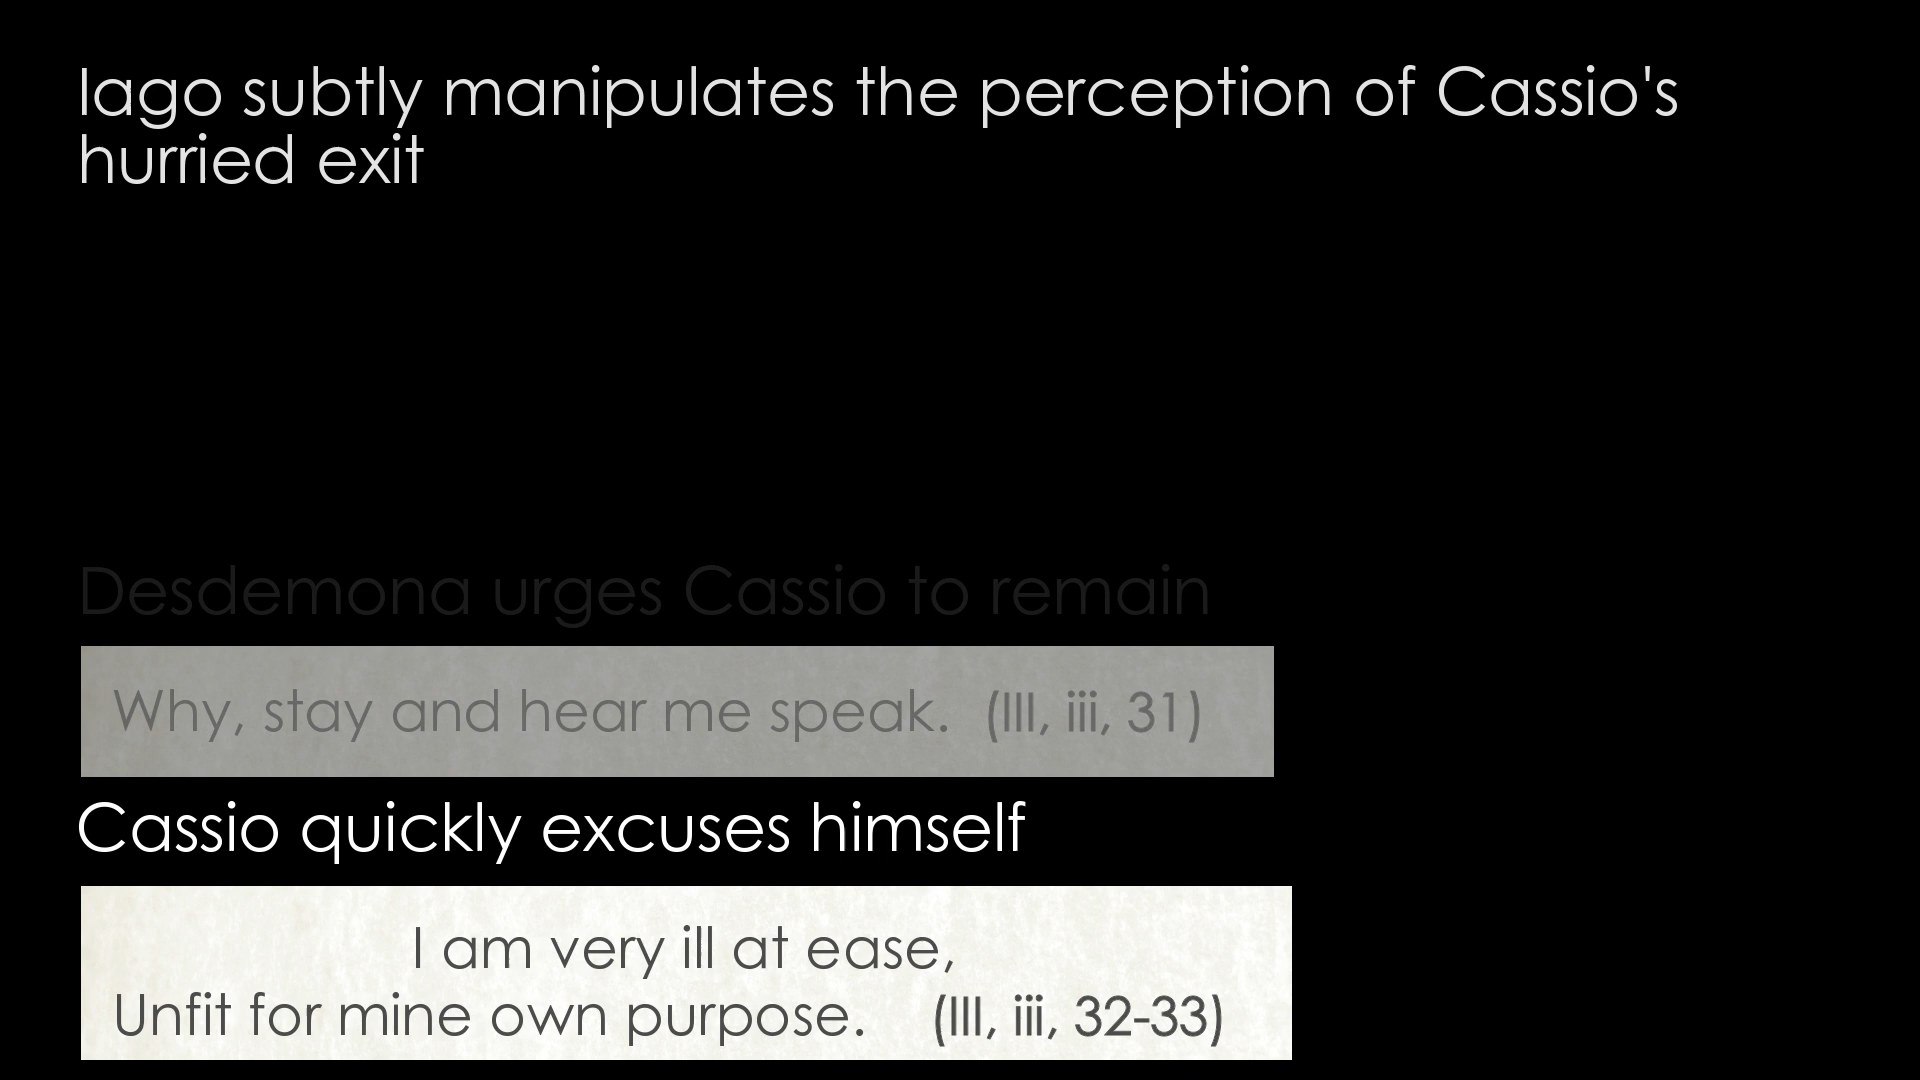 Iago subtly manipulates the perception of Cassio's
hurried exit
Desdemona urges Cassio to remain
Why, stay and hear me speak. (III, iii, 31)
Cassio quickly excuses himself
I am very ill at ease,
Unfit for mine own purpose. (III, iii, 32-33)